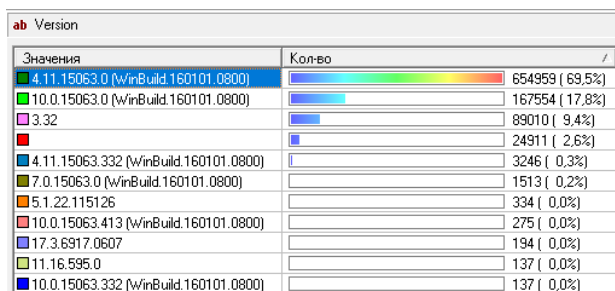 ab Version
Значения Кол-во /
4.11.15063.0 (WinBuild.160101.0800) 654959 ( 69,5%)
10.0.15063.0 (WinBuild.160101.0800) 167554 ( 17,8%)
3.32 89010 ( 9,4%)
24911 ( 2,6%)
4.11.15063.332 (WinBuild.160101.0800) 3246 ( 0,3%)
7.0.15063.0 (WinBuild.160101.0800) 1513 ( 0,2%)
5.1.22.115126 334 ( 0,0%)
10.0.15063.413 (WinBuild.160101.0800) 275 ( 0,0%)
17.3.6917.0607 194 ( 0,0%)
11.16.595.0 137 ( 0,0%)
10.0.15063.332 (WinBuild.160101.0800) 137 ( 0,0%)